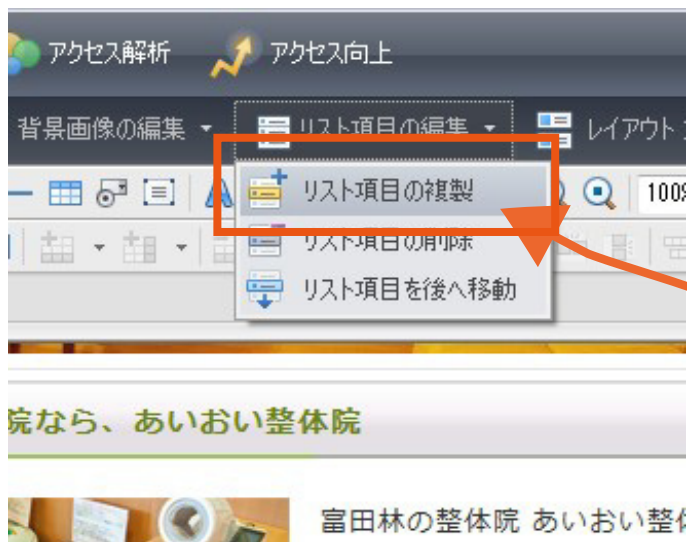 アクセス解析 アクセス向上
背景画像の編集 リスト項目の編集 レイアウト
リスト項目の複製 100%
リスト項目の削除
リスト項目を後へ移動
院なら、あいおい整体院
富田林の整体院 あいおい整体